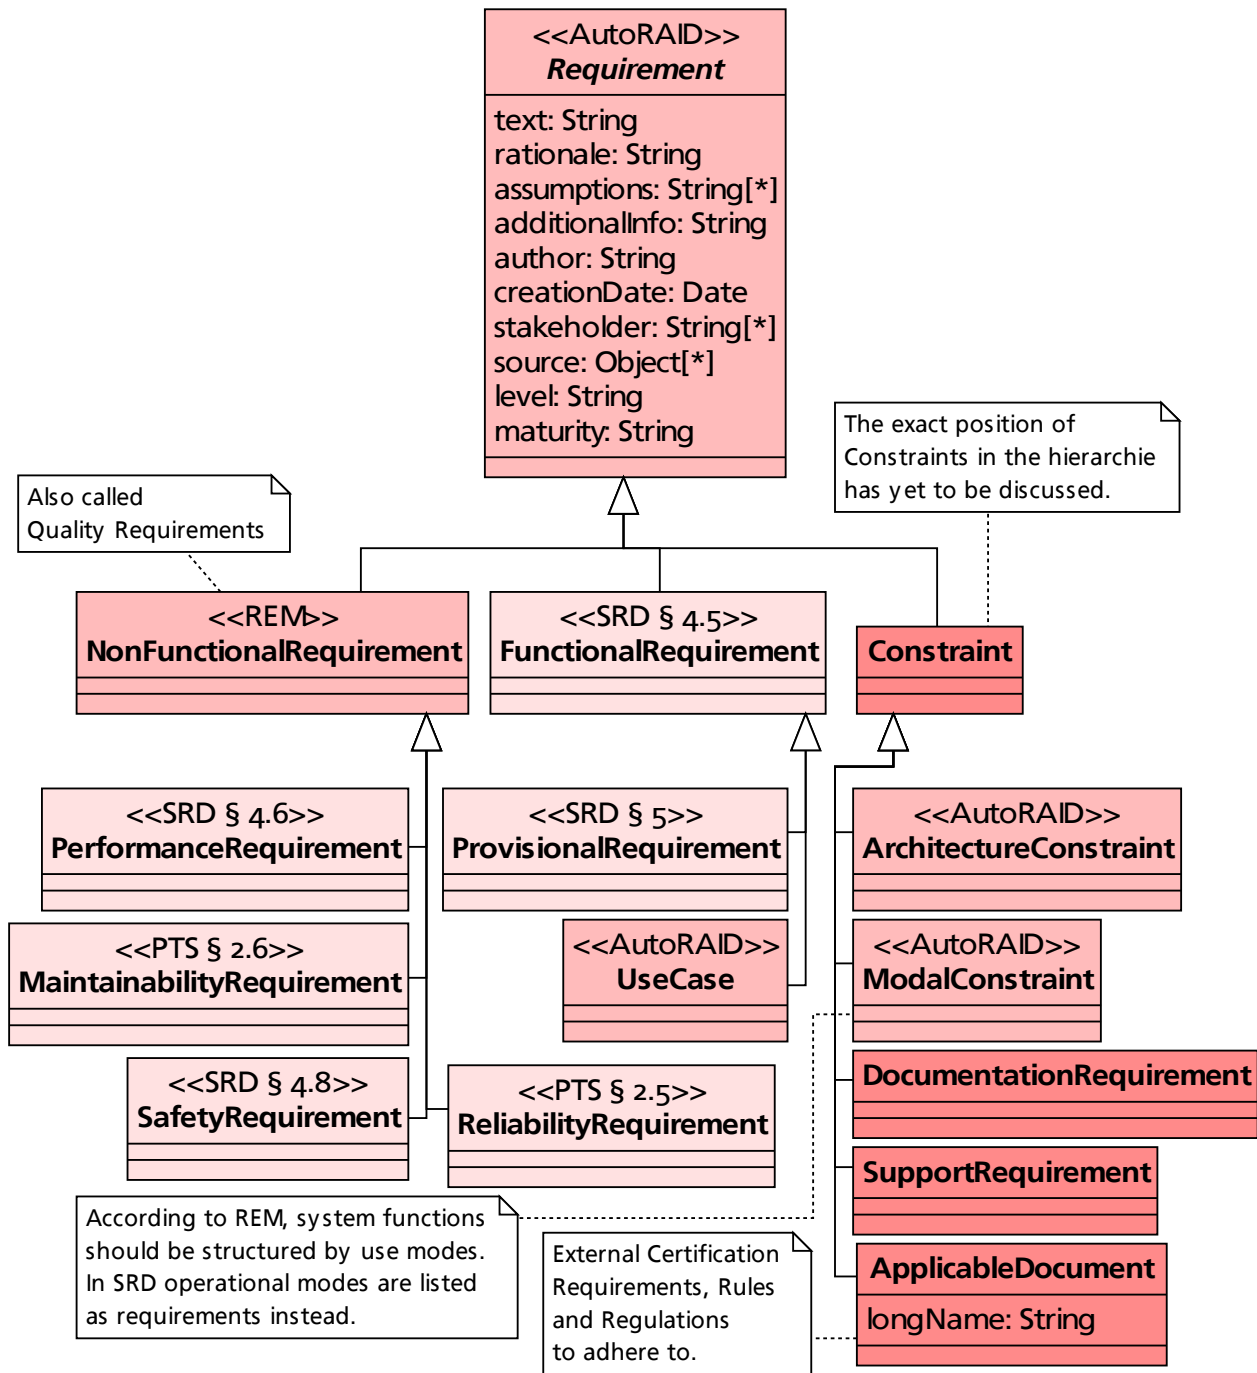 <<AutoRAID>>
Requirement
text: String
rationale: String
assumptions: String[*]
additionalInfo: String
author: String
creationDate: Date
stakeholder: String[*]
source: Object[*]
level: String
maturity: String
The exact position of
Constraints in the hierarchie
has yet to be discussed.
Also called
Quality Requirements
<<REM>>
NonFunctionalRequirement
<<SRD § 4.5>>
FunctionalRequirement
Constraint
<<SRD § 4.6>>
PerformanceRequirement
<<SRD § 5>>
ProvisionalRequirement
<<AutoRAID>>
ArchitectureConstraint
<<PTS § 2.6>>
MaintainabilityRequirement
<<AutoRAID>>
UseCase
<<AutoRAID>>
ModalConstraint
<<SRD § 4.8>>
SafetyRequirement
<<PTS § 2.5>>
ReliabilityRequirement
DocumentationRequirement
SupportRequirement
According to REM, system functions
should be structured by use modes.
In SRD operational modes are listed
as requirements instead.
External Certification
Requirements, Rules
and Regulations
to adhere to.
ApplicableDocument
longName: String